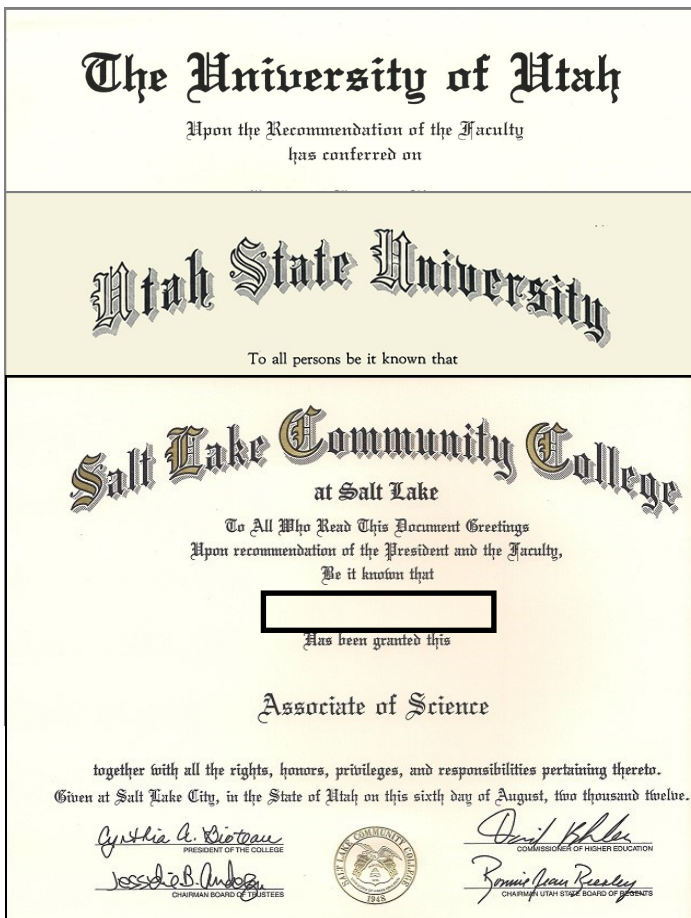 The University of Utah
Upon the Recommendation of the Faculty
has conferred on
Utah State University
To all persons be it known that
Salt Lake Community College
at Salt Lake
To All Who Read This Document Greetings
Upon recommendation of the President and the Faculty,
Be it known that
Has been granted this
Associate of Science
together with all the rights, honors, privileges, and responsibilities pertaining thereto.
Given at Salt Lake City, in the State of Utah on this sixth day of August, two thousand twelve.
Cynthia A. Bioteau
PRESIDENT OF THE COLLEGE
COMMISSIONER OF HIGHER EDUCATION
CHAIRMAN BOARD OF TRUSTEES
SALT LAKE COMMUNITY COLLEGE
1948
CHAIRMAN UTAH STATE BOARD OF REGENTS